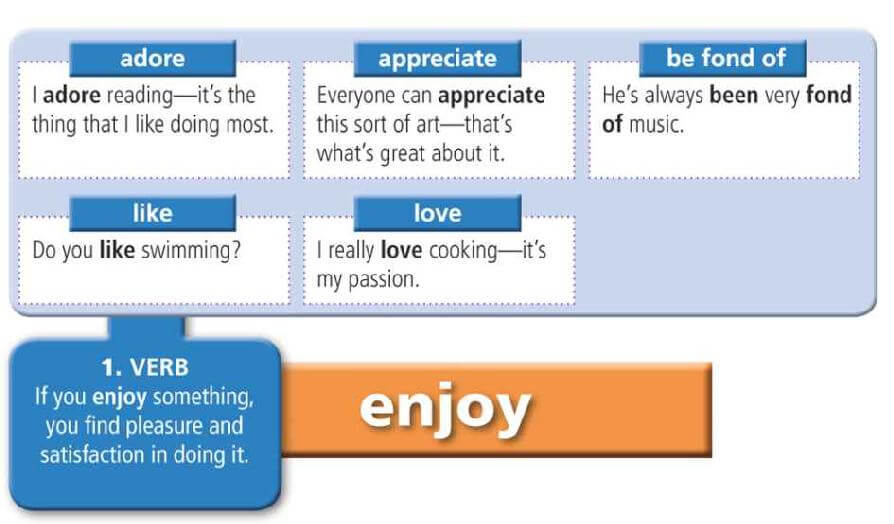 adore
I adore reading—it's the
thing that I like doing most.
appreciate
Everyone can appreciate
this sort of art—that's
what's great about it.
be fond of
He's always been very fond
of music.
like
Do you like swimming?
love
I really love cooking—it's
my passion.
1. VERB
If you enjoy something,
you find pleasure and
satisfaction in doing it.
enjoy